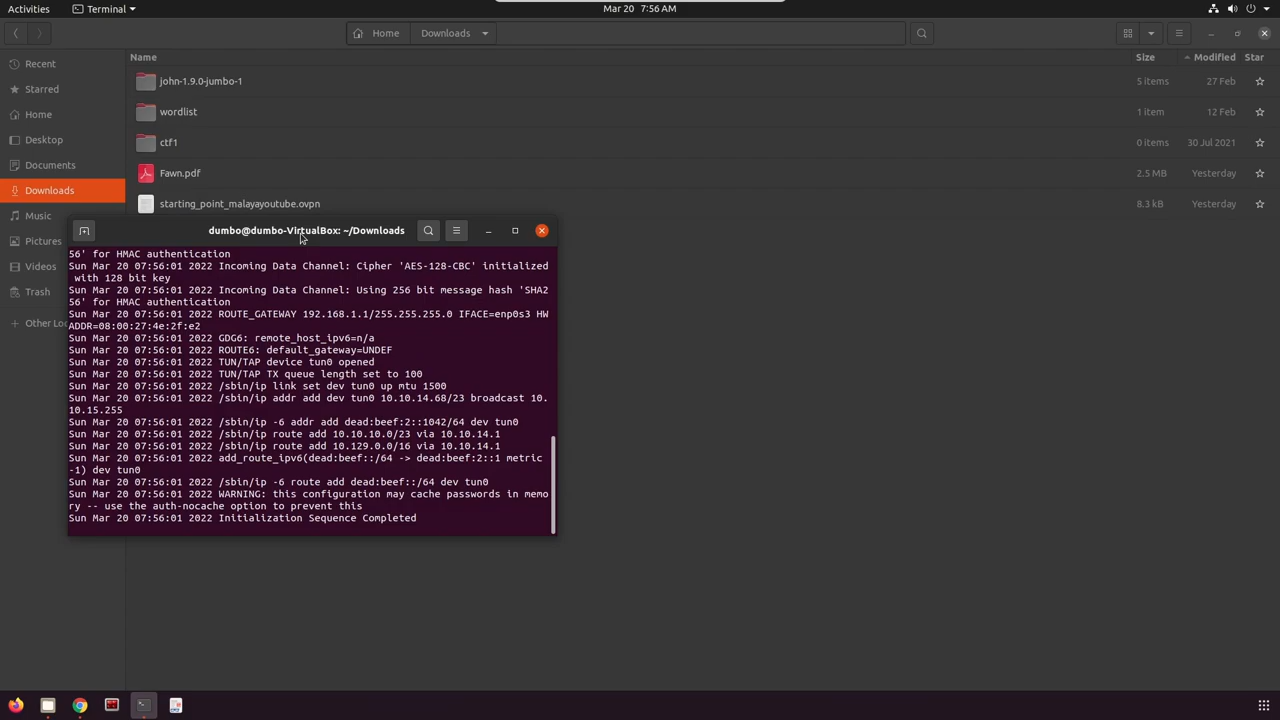 Activities
Terminal
Mar 20 7:56 AM
Home
Downloads
Name
Size
Modified
Star
Recent
john-1.9.0-jumbo-1
5 items
27 Feb
Starred
Home
wordlist
1 item
12 Feb
Desktop
ctf1
0 items
30 Jul 2021
Documents
Fawn.pdf
2.5 MB
Yesterday
Downloads
starting_point_malayayoutube.ovpn
8.3 kB
Yesterday
Music
Pictures
Videos
Trash
Other Lo
dumbo@dumbo-VirtualBox: ~/Downloads
56' for HMAC authentication
Sun Mar 20 07:56:01 2022 Incoming Data Channel: Cipher 'AES-128-CBC' initialized
with 128 bit key
Sun Mar 20 07:56:01 2022 Incoming Data Channel: Using 256 bit message hash 'SHA2
56' for HMAC authentication
Sun Mar 20 07:56:01 2022 ROUTE_GATEWAY 192.168.1.1/255.255.255.0 IFACE=enp0s3 HW
ADDR=08:00:27:4e:2f:e2
Sun Mar 20 07:56:01 2022 GDG6: remote_host_ipv6=n/a
Sun Mar 20 07:56:01 2022 ROUTE6: default_gateway=UNDEF
Sun Mar 20 07:56:01 2022 TUN/TAP device tun0 opened
Sun Mar 20 07:56:01 2022 TUN/TAP TX queue length set to 100
Sun Mar 20 07:56:01 2022 /sbin/ip link set dev tun0 up mtu 1500
Sun Mar 20 07:56:01 2022 /sbin/ip addr add dev tun0 10.10.14.68/23 broadcast 10.
10.15.255
Sun Mar 20 07:56:01 2022 /sbin/ip -6 addr add dead:beef:2::1042/64 dev tun0
Sun Mar 20 07:56:01 2022 /sbin/ip route add 10.10.10.0/23 via 10.10.14.1
Sun Mar 20 07:56:01 2022 /sbin/ip route add 10.129.0.0/16 via 10.10.14.1
Sun Mar 20 07:56:01 2022 add_route_ipv6(dead:beef::/64 -> dead:beef:2::1 metric
-1) dev tun0
Sun Mar 20 07:56:01 2022 /sbin/ip -6 route add dead:beef::/64 dev tun0
Sun Mar 20 07:56:01 2022 WARNING: this configuration may cache passwords in memo
ry -- use the auth-nocache option to prevent this
Sun Mar 20 07:56:01 2022 Initialization Sequence Completed